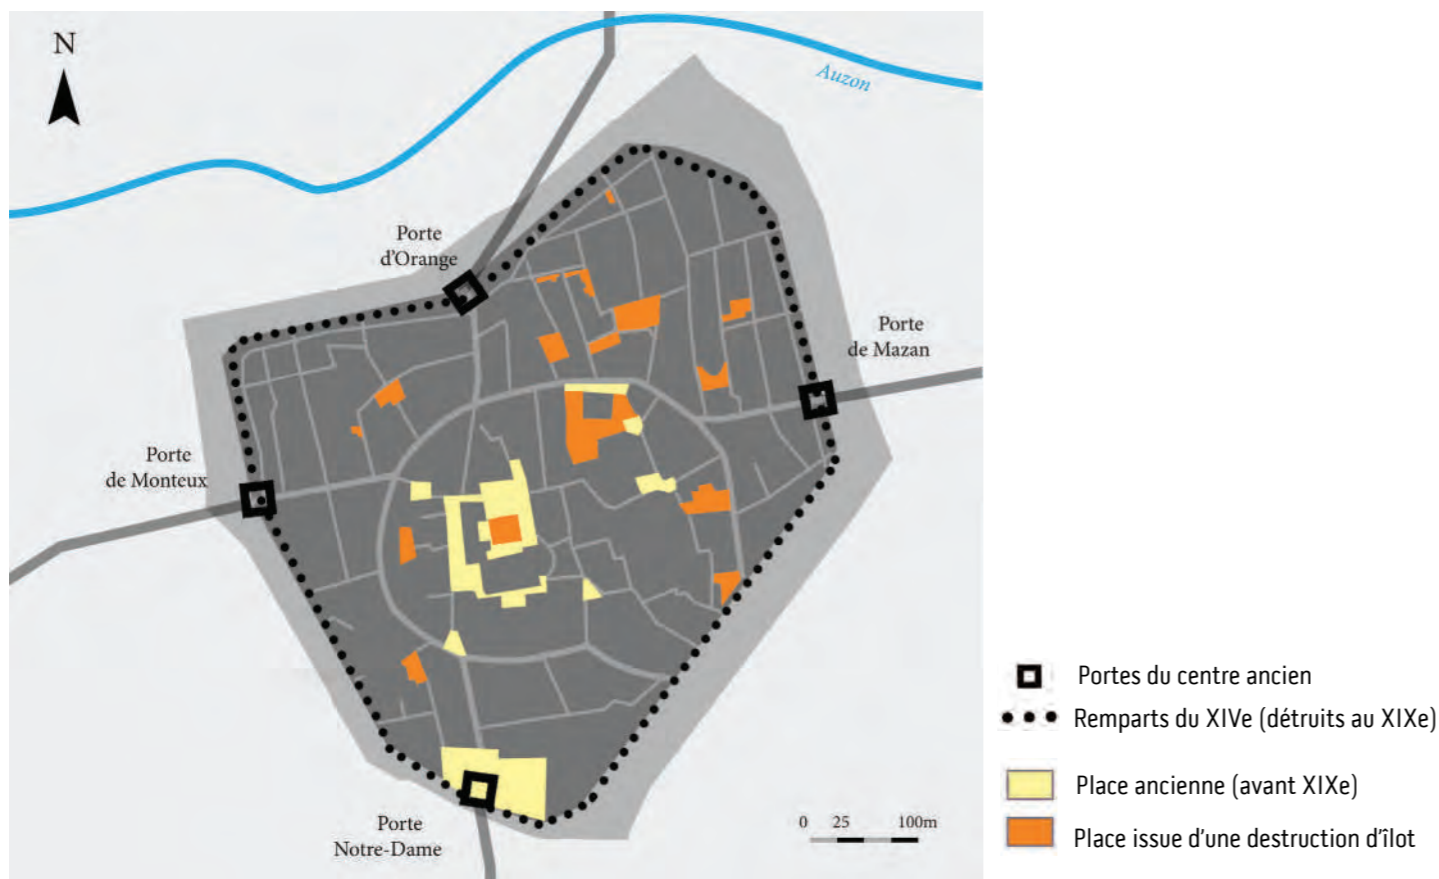 N
Auzon
Porte
d'Orange
Porte
de Mazan
Porte
de Monteux
Porte
Notre-Dame
0 25 100m
Portes du centre ancien
Remparts du XIVe (détruits au XIXe)
Place ancienne (avant XIXe)
Place issue d'une destruction d'îlot